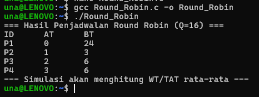 una@LENOVO:~$ gcc Round_Robin.c -o Round_Robin
una@LENOVO:~$ ./Round_Robin
=== Hasil Penjadwalan Round Robin (Q=16) ===
ID AT BT
P1 0 24
P2 1 3
P3 2 3
P4 3 6
--- Simulasi akan menghitung WT/TAT rata-rata ---
una@LENOVO:~$